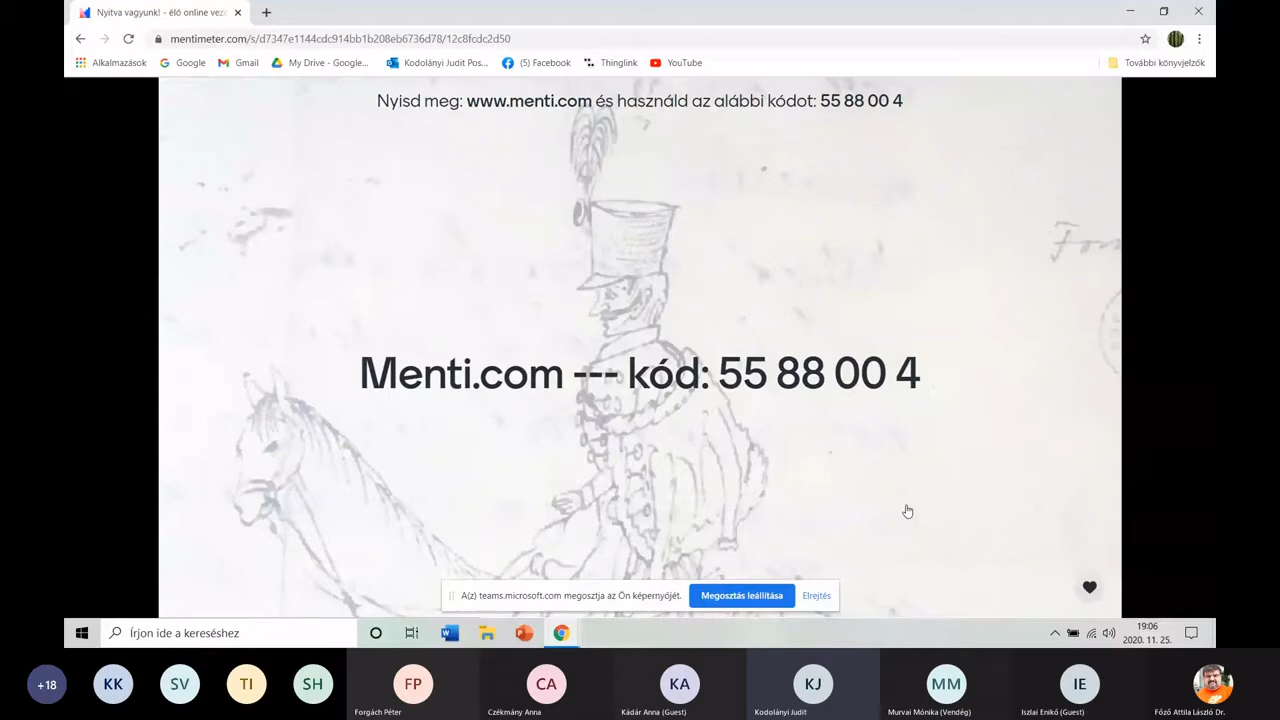 Nyitva vagyunk! - élő online veze
mentimeter.com/s/d7347e1144cdc914bb1b208eb6736d78/12c8fcdc2d50
Alkalmazások
Google
Gmail
My Drive - Google...
Kodolányi Judit Pos...
(5) Facebook
Thinglink
YouTube
További könyvjelzők
Nyisd meg: www.menti.com és használd az alábbi kódot: 55 88 00 4
Menti.com --- kód: 55 88 00 4
A(z) teams.microsoft.com megosztja az Ön képernyőjét.
Megosztás leállítása
Elrejtés
Írjon ide a kereséshez
19:06
2020. 11. 25.
+18
KK
SV
TI
SH
FP
CA
KA
KJ
MM
IE
Forgách Péter
Czékmány Anna
Kádár Anna (Guest)
Kodolányi Judit
Murvai Mónika (Vendég)
Iszlai Enikő (Guest)
Főző Attila László Dr.